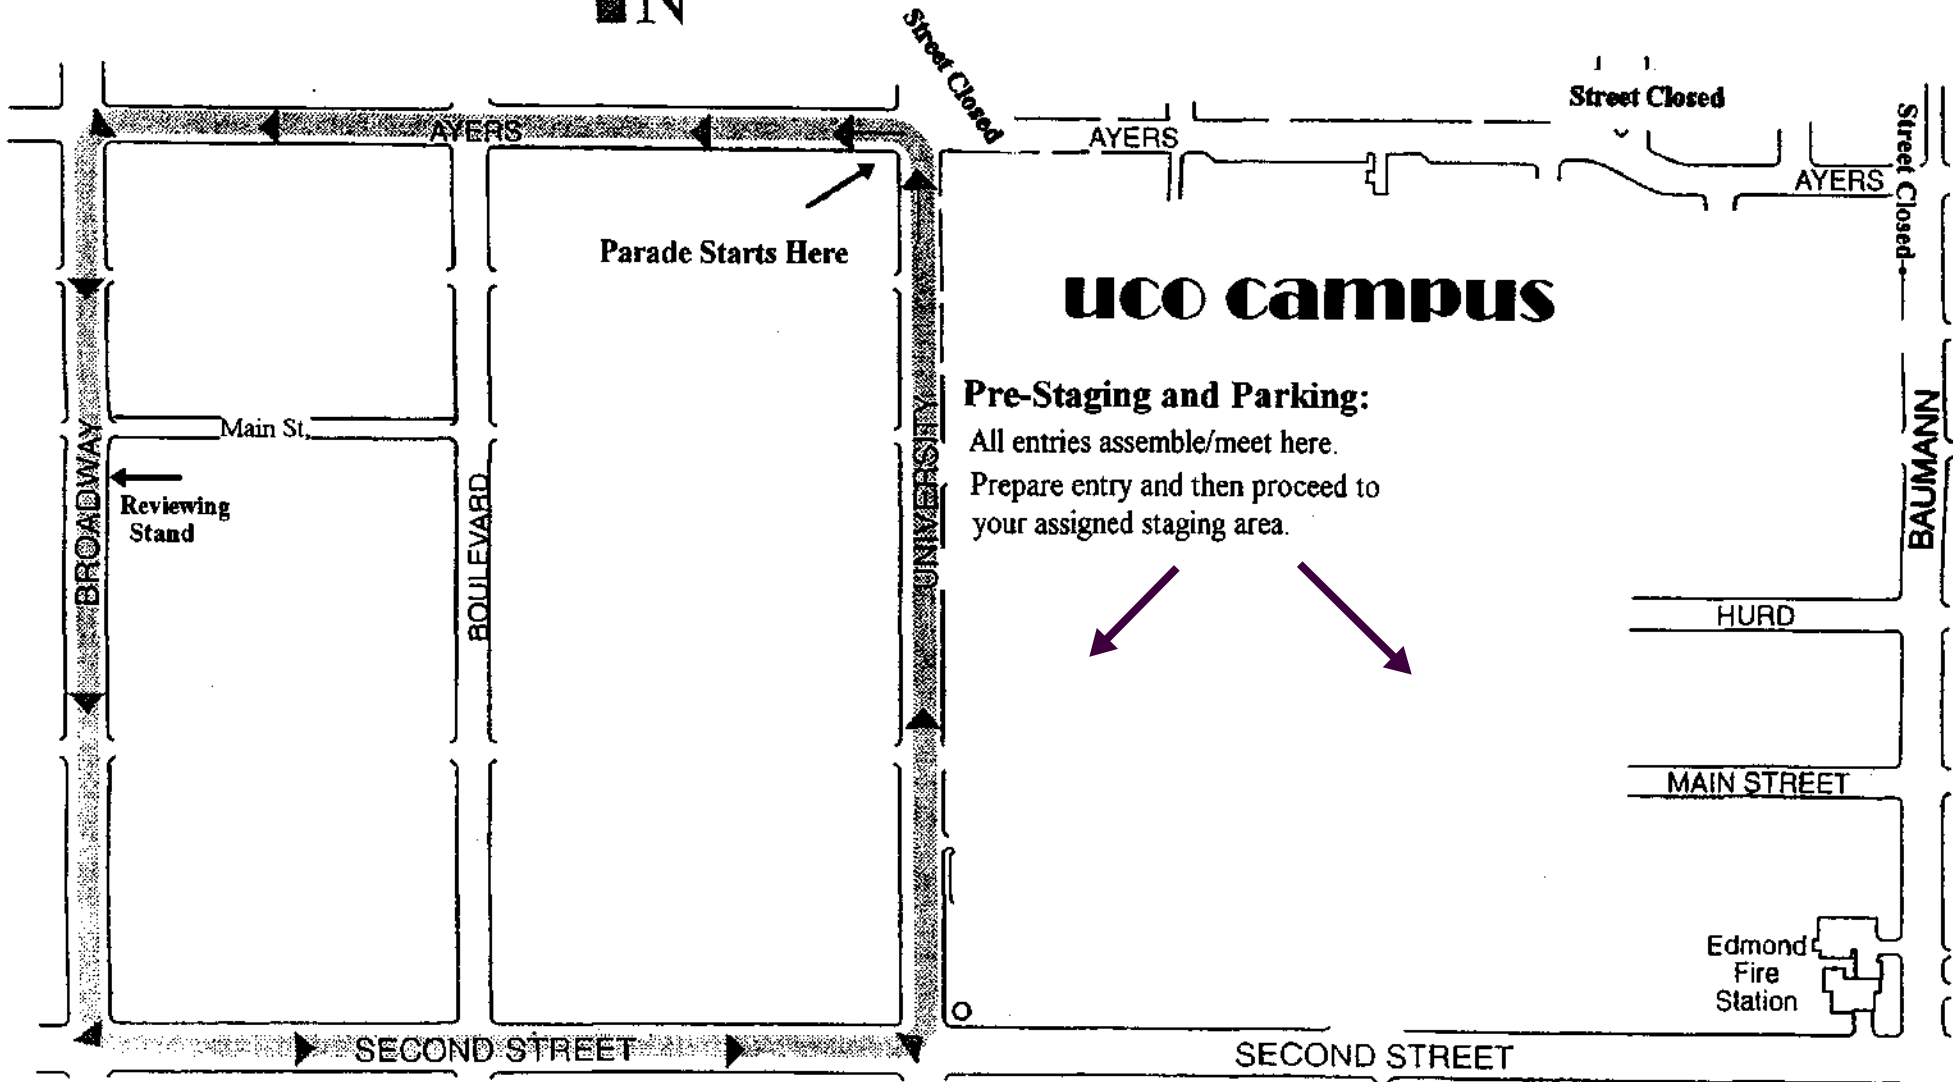 N
Street Closed
Street Closed
Street Closed
AYERS
AYERS
AYERS
Parade Starts Here
uco campus
Pre-Staging and Parking:
All entries assemble/meet here.
Prepare entry and then proceed to
your assigned staging area.
Main St.
BROADWAY
Reviewing
Stand
BOULEVARD
UNIVERSITY
BAUMANN
HURD
MAIN STREET
Edmond
Fire
Station
SECOND STREET
SECOND STREET